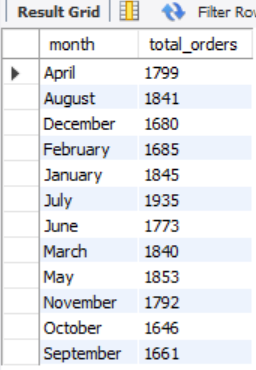 Result Grid Filter Ro
month total_orders
April 1799
August 1841
December 1680
February 1685
January 1845
July 1935
June 1773
March 1840
May 1853
November 1792
October 1646
September 1661